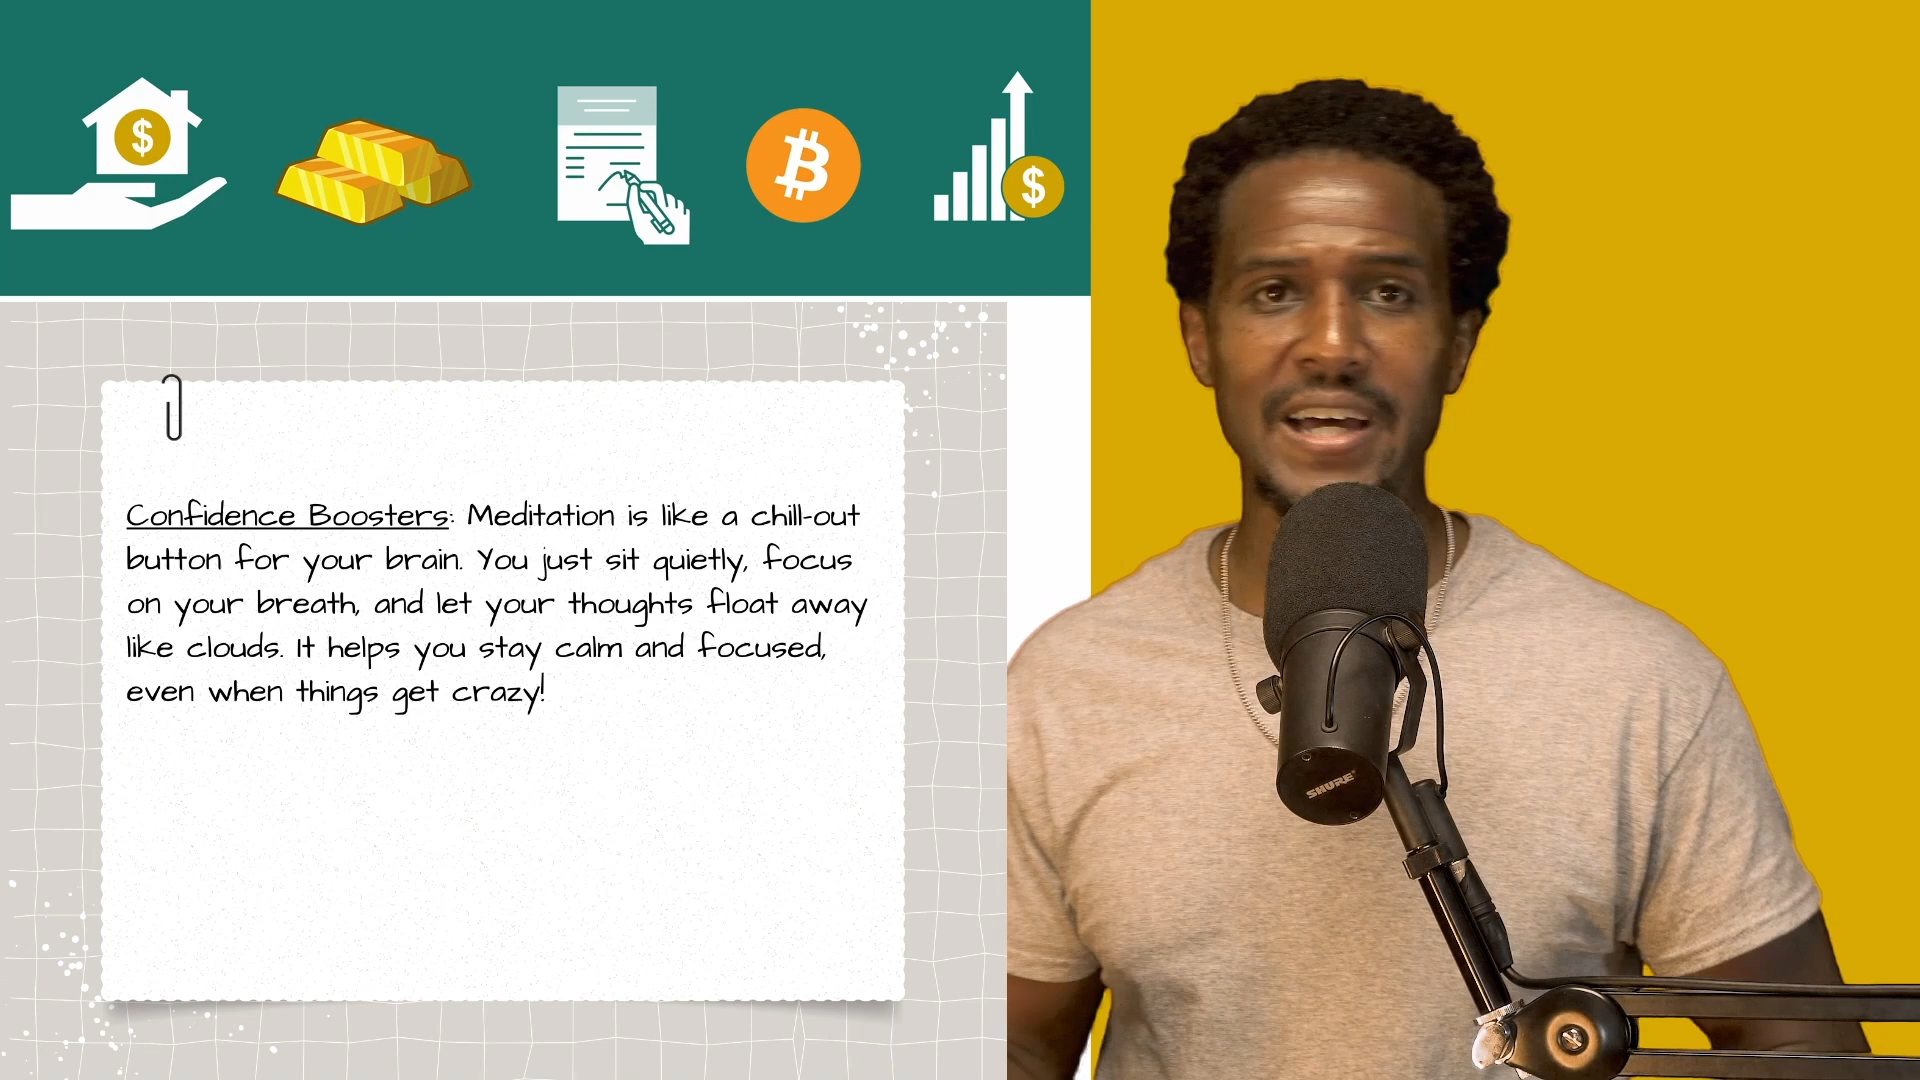 $
$
Confidence Boosters: Meditation is like a chill-out
button for your brain. You just sit quietly, focus
on your breath, and let your thoughts float away
like clouds. It helps you stay calm and focused,
even when things get crazy!
SHURE